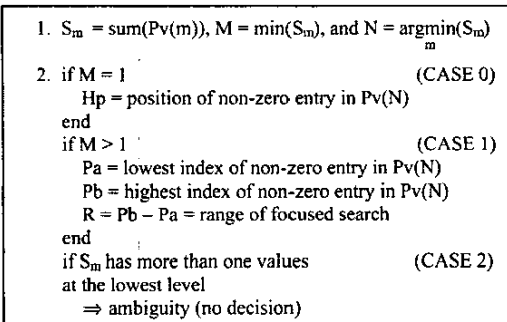 1. Sm = sum(Pv(m)), M = min(Sm), and N = argmin(Sm)
m
2. if M = 1 (CASE 0)
Hp = position of non-zero entry in Pv(N)
end
if M > 1 (CASE 1)
Pa = lowest index of non-zero entry in Pv(N)
Pb = highest index of non-zero entry in Pv(N)
R = Pb – Pa = range of focused search
end
if Sm has more than one values (CASE 2)
at the lowest level
⇒ ambiguity (no decision)